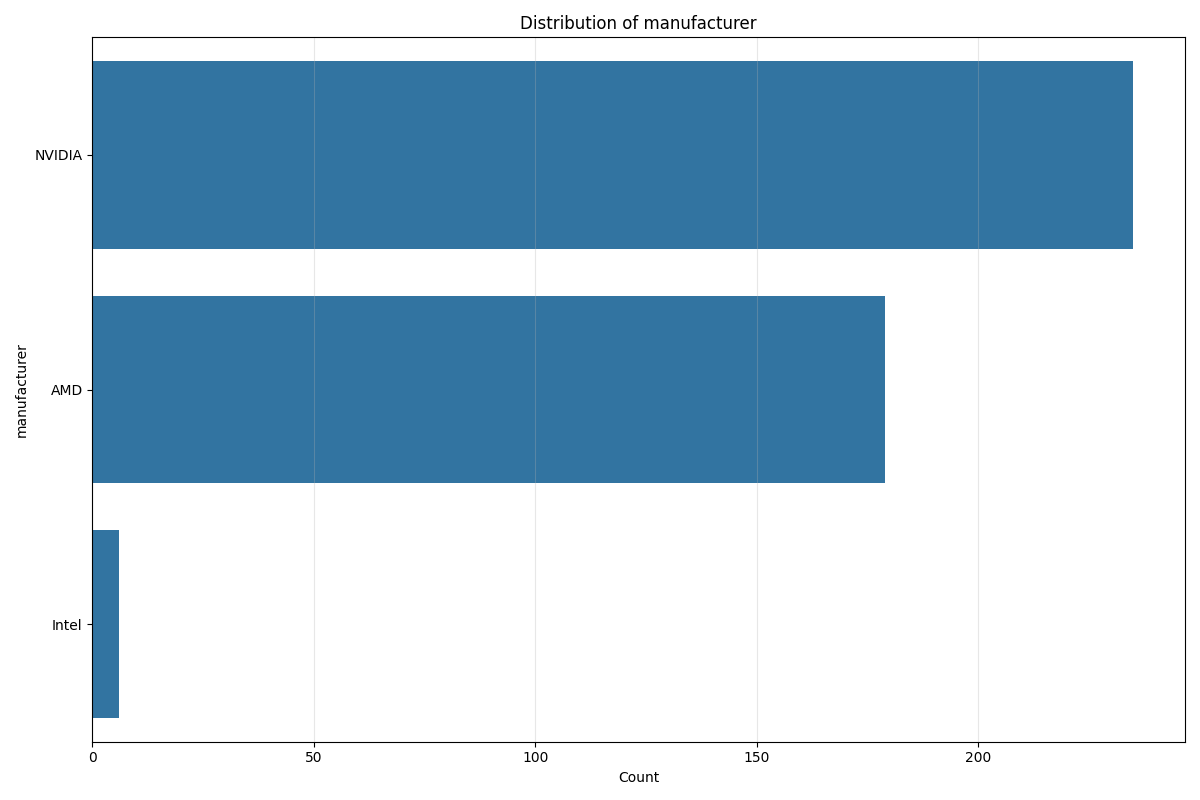 Distribution of manufacturer
NVIDIA
AMD
Intel
manufacturer
0 50 100 150 200
Count